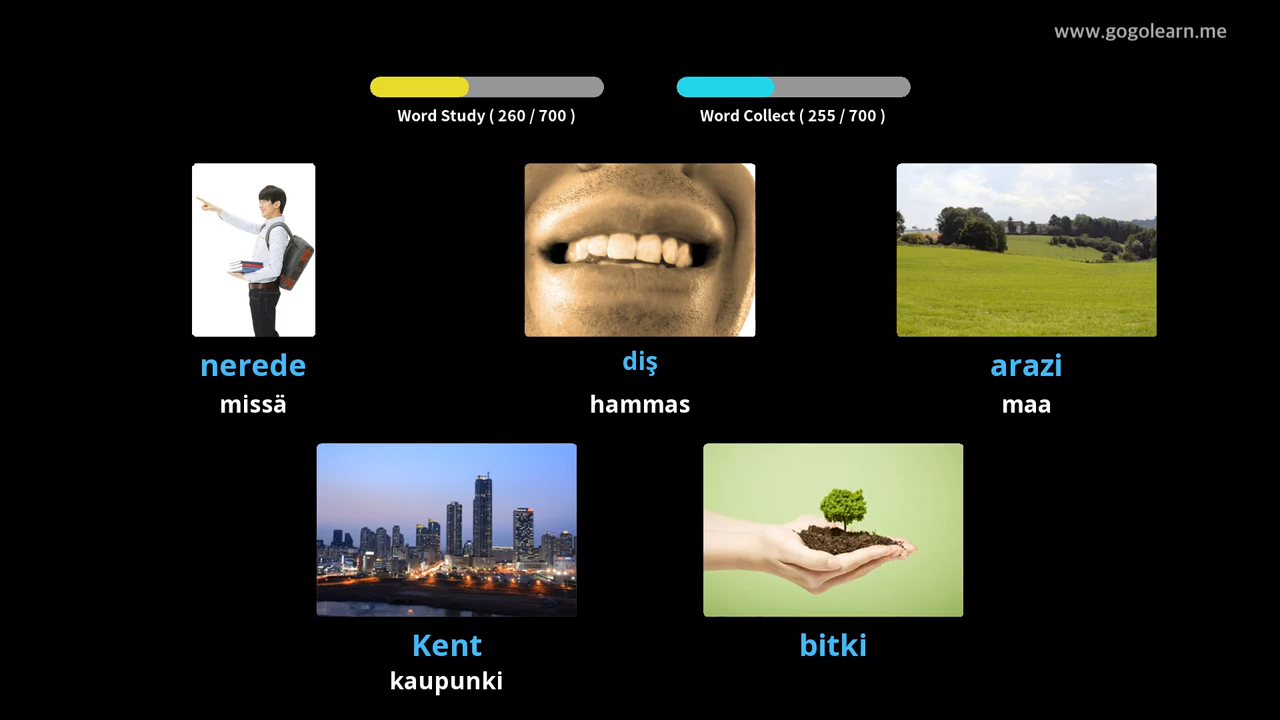 www.gogolearn.me
Word Study ( 260 / 700 )
Word Collect ( 255 / 700 )
nerede
missä
diş
hammas
arazi
maa
Kent
kaupunki
bitki